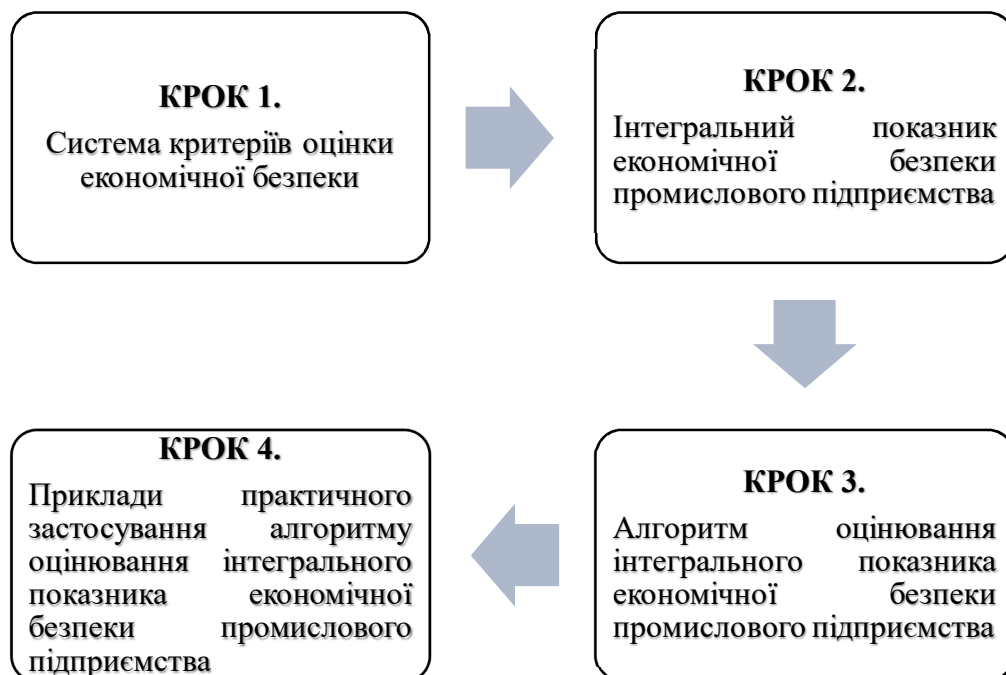 КРОК 1.
Система критеріїв оцінки
економічної безпеки
КРОК 2.
Інтегральний показник
економічної безпеки
промислового підприємства
КРОК 3.
Алгоритм оцінювання
інтегрального показника
економічної безпеки
промислового підприємства
КРОК 4.
Приклади практичного
застосування алгоритму
оцінювання інтегрального
показника економічної
безпеки промислового
підприємства